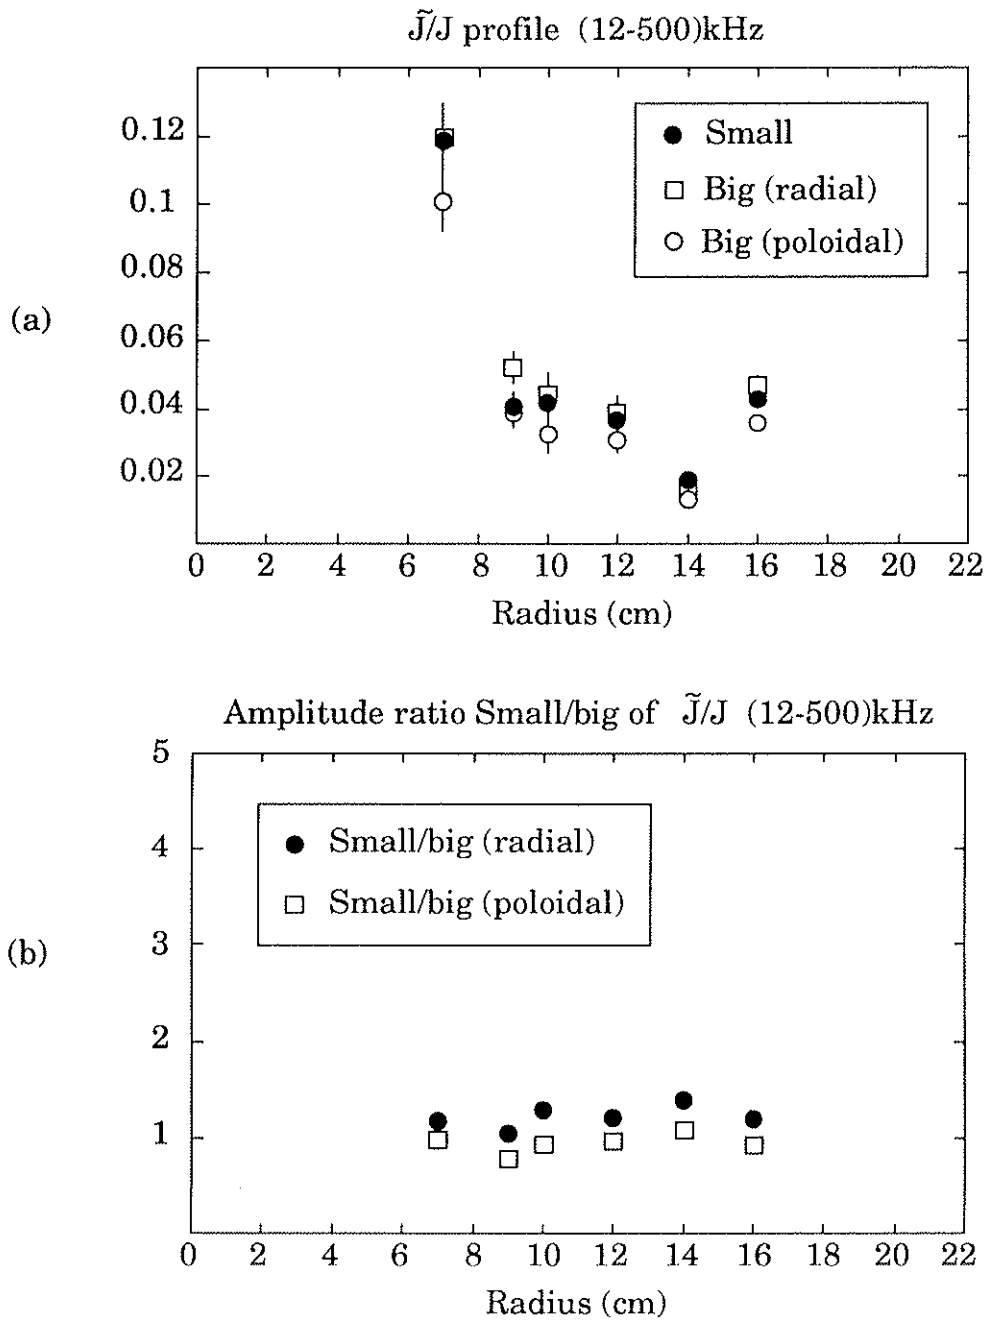 J̃/J profile (12-500)kHz
0.12
0.1
0.08
0.06
0.04
0.02
(a)
Small
Big (radial)
Big (poloidal)
0 2 4 6 8 10 12 14 16 18 20 22
Radius (cm)
Amplitude ratio Small/big of J̃/J (12-500)kHz
5
4
3
2
1
(b)
Small/big (radial)
Small/big (poloidal)
0 2 4 6 8 10 12 14 16 18 20 22
Radius (cm)